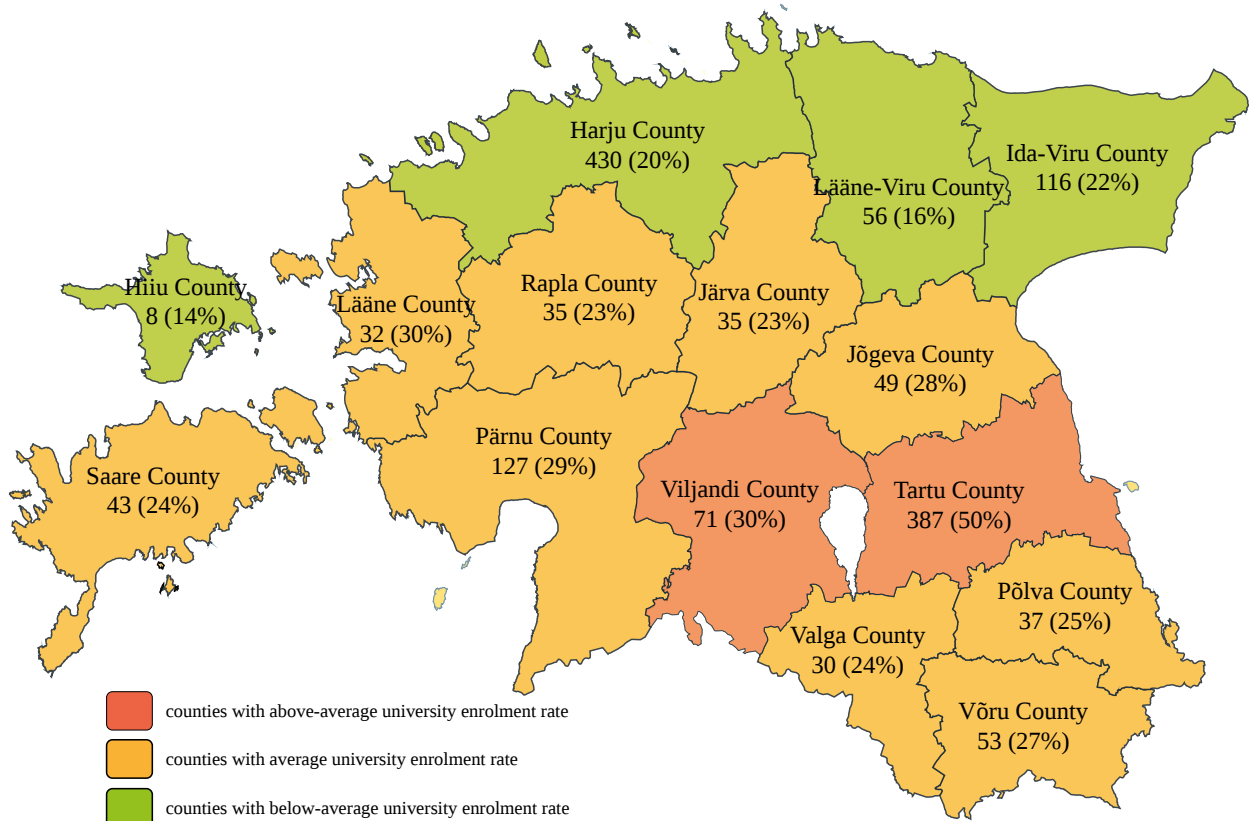 Harju County
430 (20%)
Ida-Viru County
116 (22%)
Lääne-Viru County
56 (16%)
Hiiu County
8 (14%)
Lääne County
32 (30%)
Rapla County
35 (23%)
Järva County
35 (23%)
Jõgeva County
49 (28%)
Pärnu County
127 (29%)
Saare County
43 (24%)
Viljandi County
71 (30%)
Tartu County
387 (50%)
Põlva County
37 (25%)
Valga County
30 (24%)
Võru County
53 (27%)
counties with above-average university enrolment rate
counties with average university enrolment rate
counties with below-average university enrolment rate